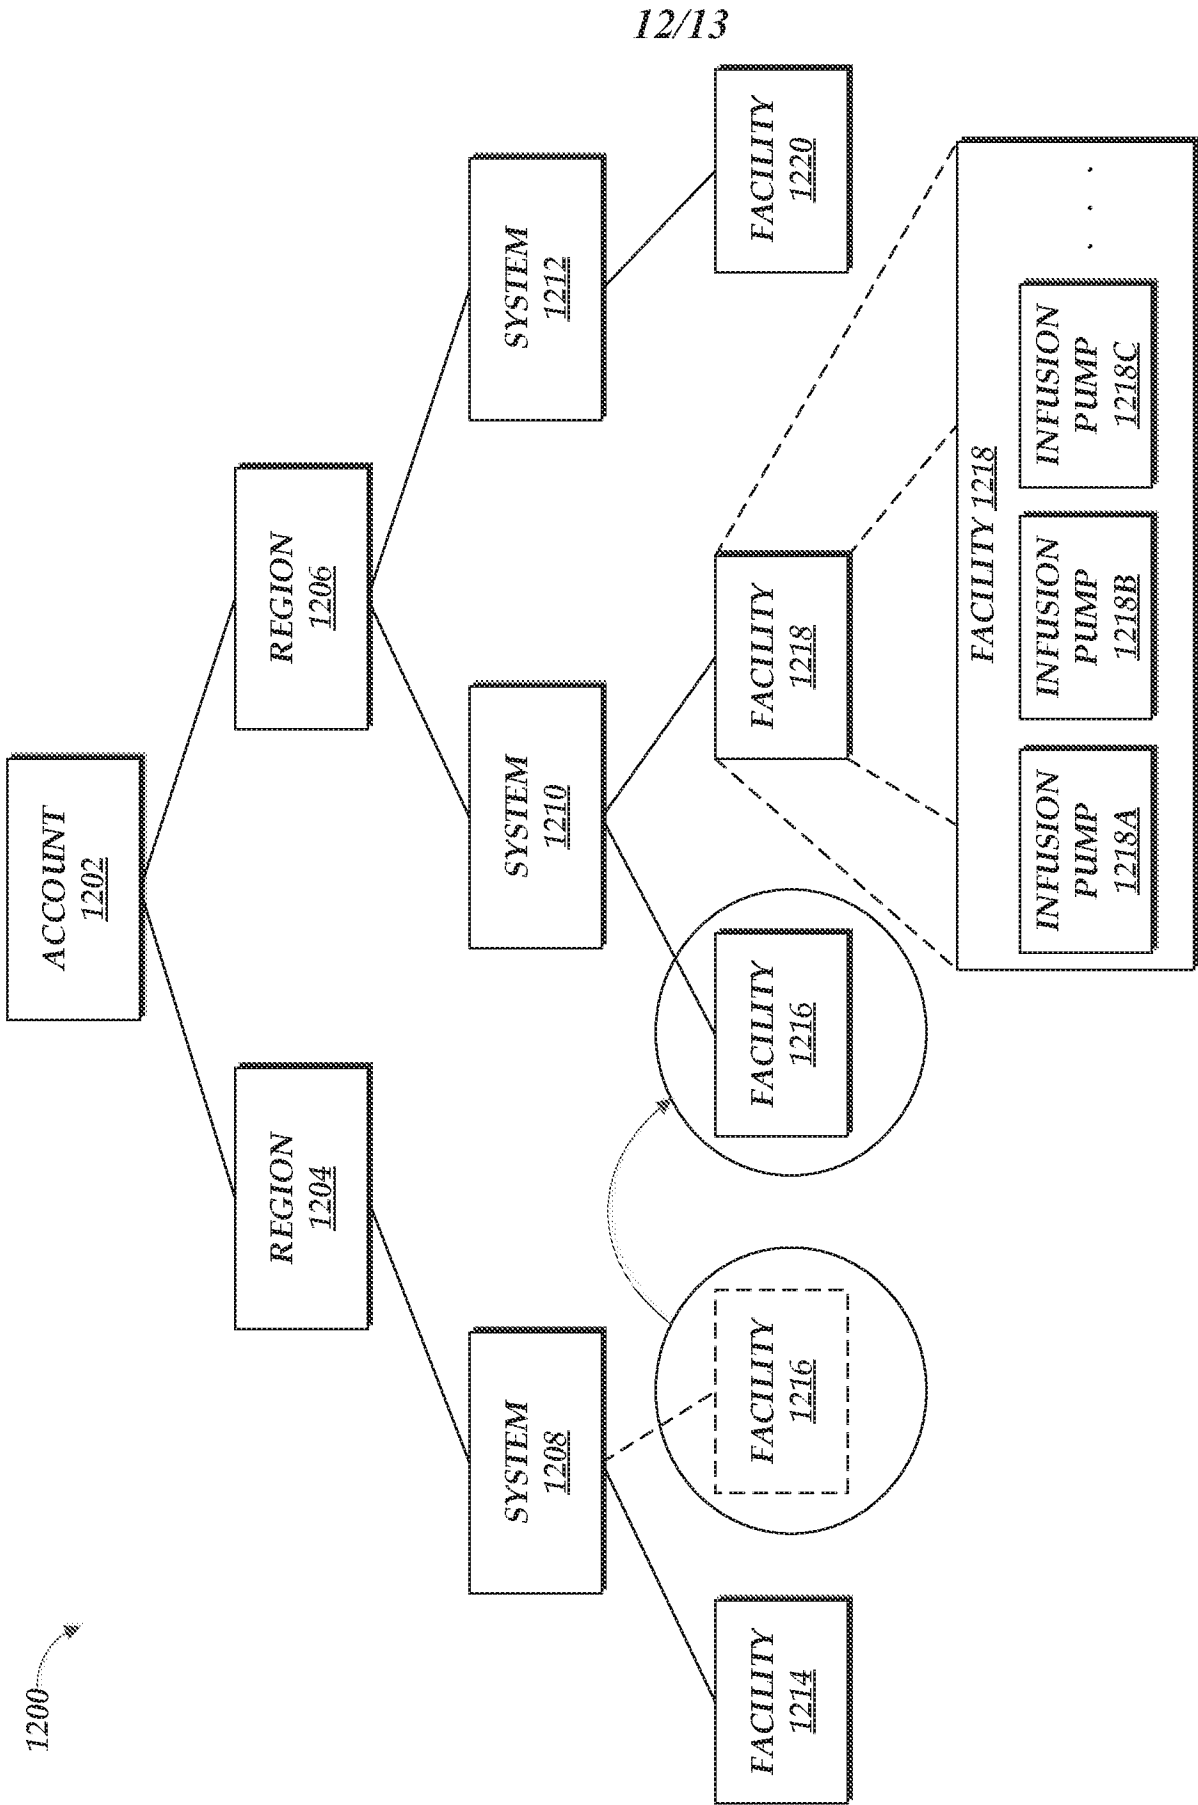 12/13
1200
ACCOUNT
1202
REGION
1204
REGION
1206
SYSTEM
1208
SYSTEM
1210
SYSTEM
1212
FACILITY
1214
FACILITY
1216
FACILITY
1216
FACILITY
1218
FACILITY
1220
FACILITY 1218
INFUSION
PUMP
1218A
INFUSION
PUMP
1218B
INFUSION
PUMP
1218C
. . .